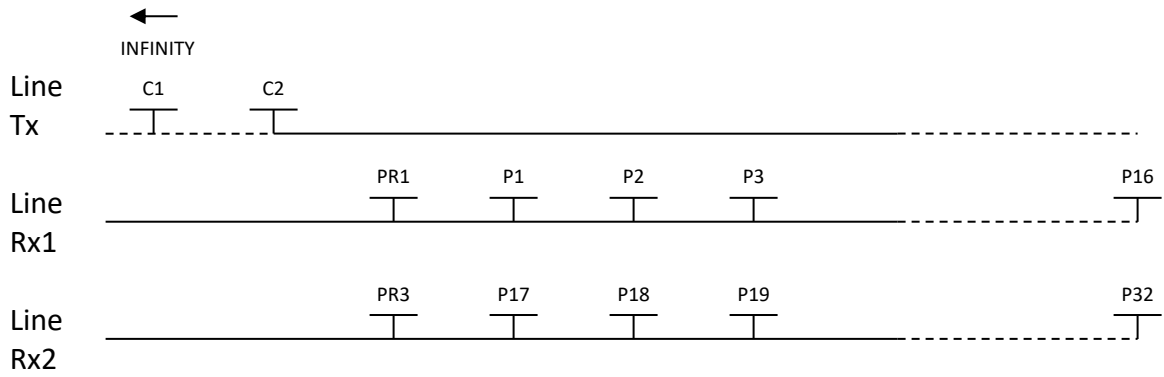 INFINITY
Line
Tx
C1 C2
Line
Rx1
PR1 P1 P2 P3 P16
Line
Rx2
PR3 P17 P18 P19 P32